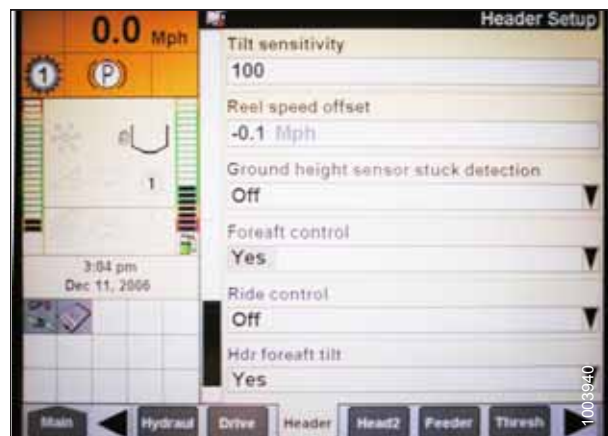 0.0 Mph
Header Setup
1
P
Tilt sensitivity
100
Reel speed offset
-0.1 Mph
Ground height sensor stuck detection
Off
1
Foreaft control
Yes
3:04 pm
Dec 11, 2006
Ride control
Off
GPS
Hdr foreaft tilt
Yes
Main
Hydraul
Drive
Header
Head2
Feeder
Thresh
1003940